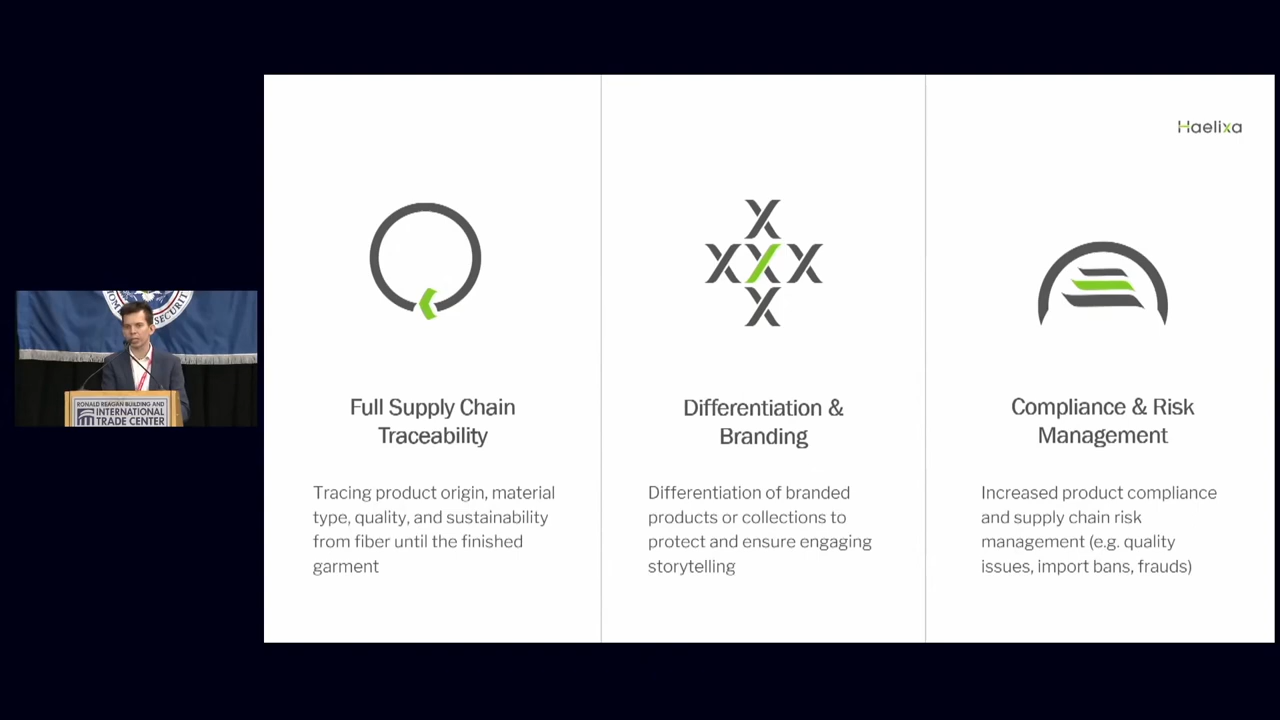 Haelixa
Full Supply Chain
Traceability
Tracing product origin, material
type, quality, and sustainability
from fiber until the finished
garment
Differentiation &
Branding
Differentiation of branded
products or collections to
protect and ensure engaging
storytelling
Compliance & Risk
Management
Increased product compliance
and supply chain risk
management (e.g. quality
issues, import bans, frauds)
RONALD REAGAN BUILDING AND
INTERNATIONAL
TRADE CENTER